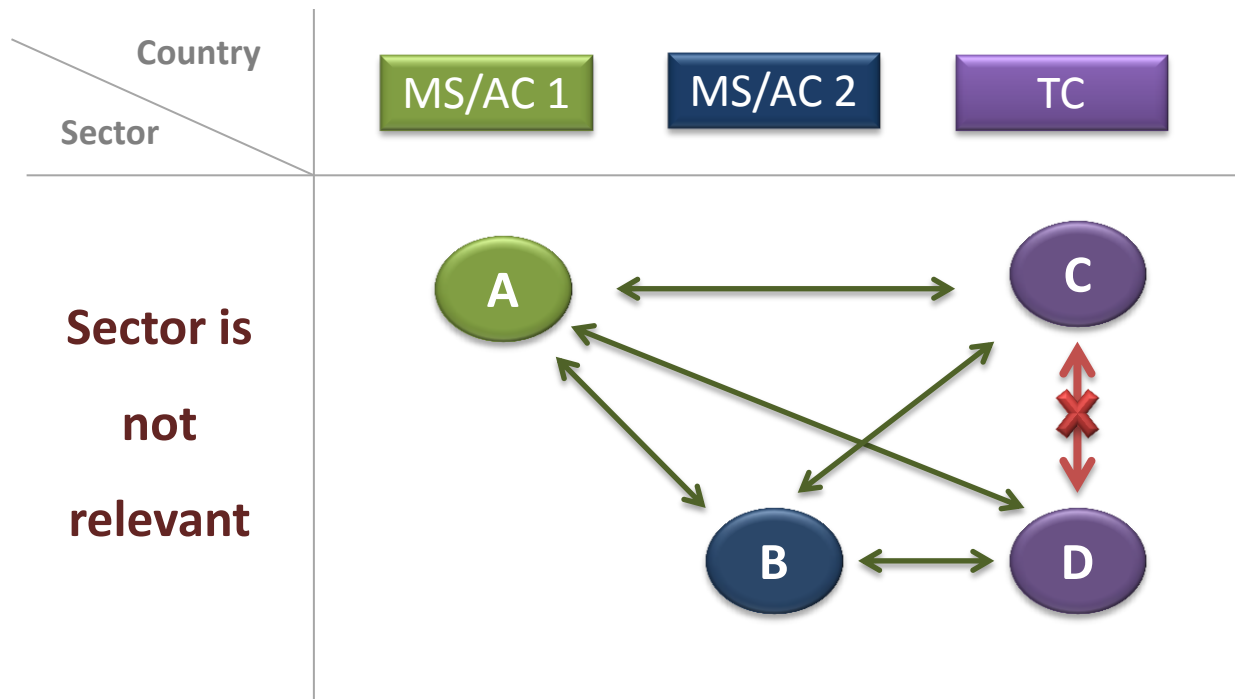 Country
Sector
MS/AC 1
MS/AC 2
TC
Sector is
not
relevant
A
C
B
D